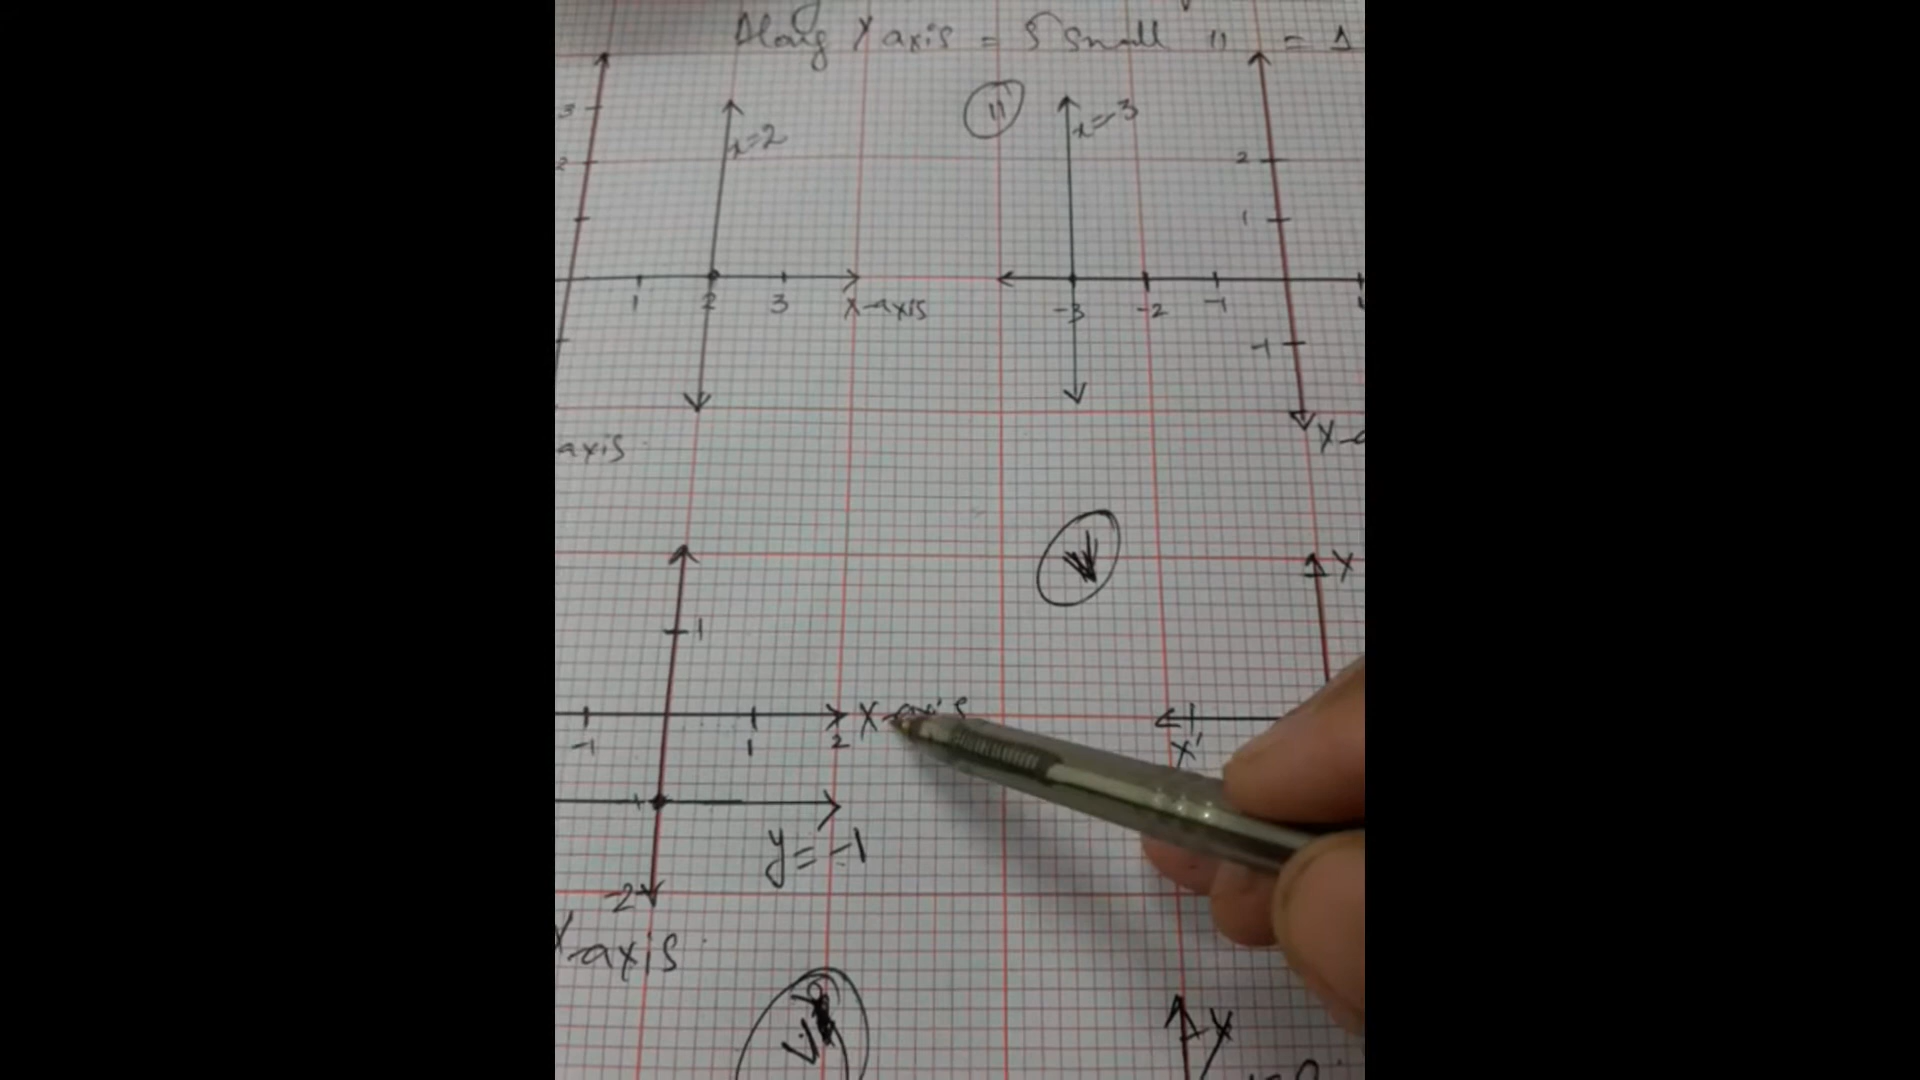 Along Y axis = 5 small " = 1
3
x=2
ii
x=-3
2
2
1
1
2
3
X-axis
-3
-2
-1
-1
Y-
axis
Y
1
X-axis
-1
1
2
X'
y=-1
-2
Y-axis
Y